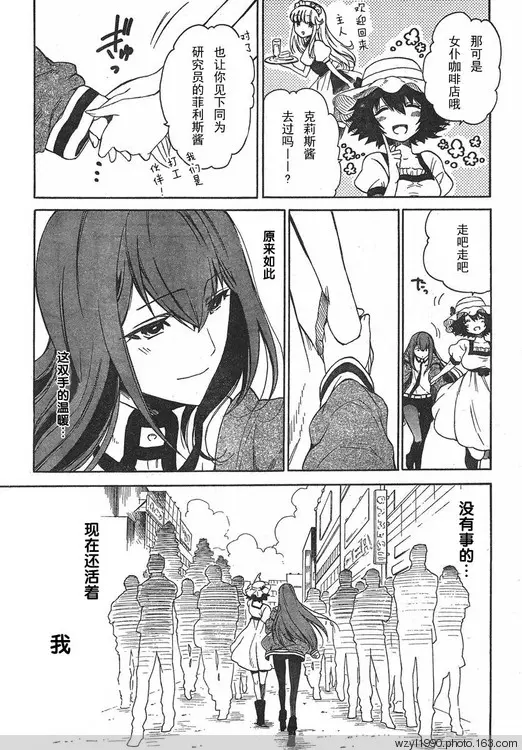 那可是
女仆咖啡店哦
欢迎回来
主人
克莉斯酱
去过吗——?
对了
也让你见下同为
研究员的菲利斯酱
我们是
打工
伙伴!
走吧走吧
たっ
原来如此
这双手的温暖…
没有事的…
现在还活着
我
wzyl1990.photo.163.com